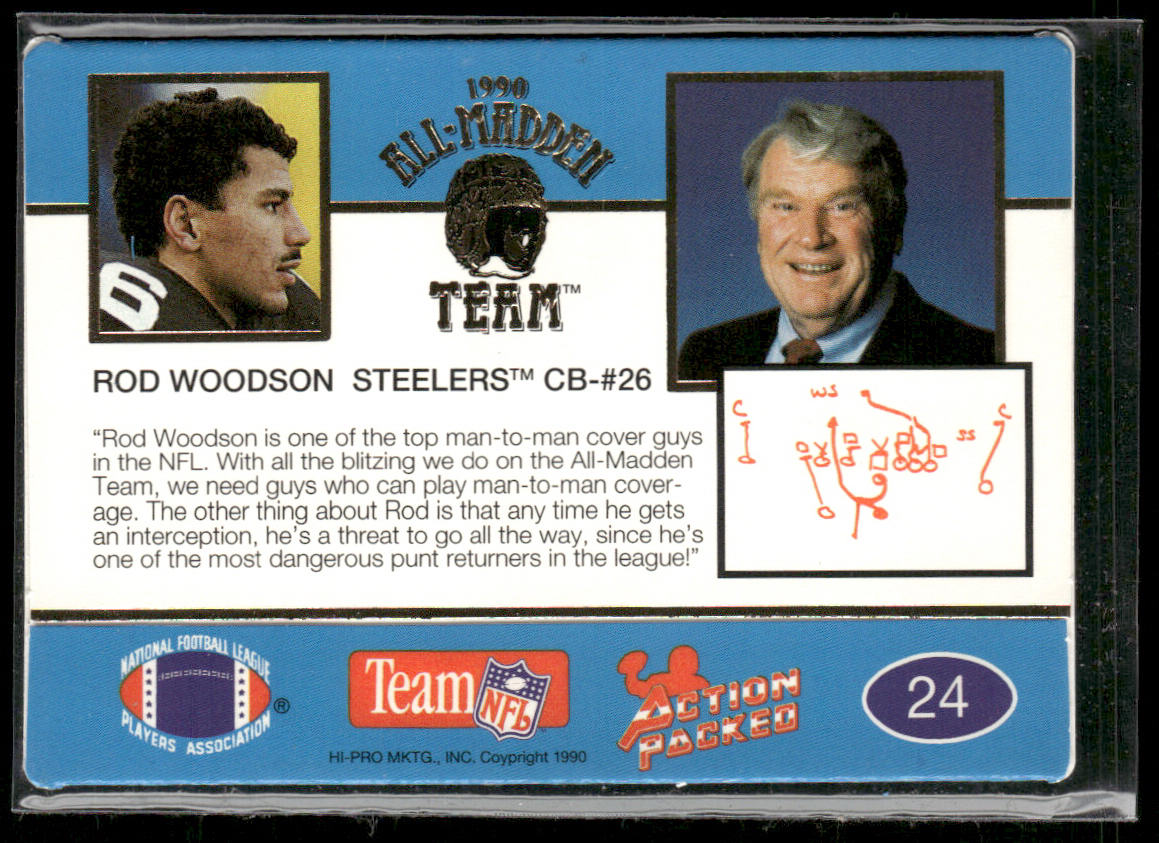 1990
ALL-MADDEN
TEAM™
6
ROD WOODSON STEELERS™ CB-#26
“Rod Woodson is one of the top man-to-man cover guys
in the NFL. With all the blitzing we do on the All-Madden
Team, we need guys who can play man-to-man cover-
age. The other thing about Rod is that any time he gets
an interception, he’s a threat to go all the way, since he’s
one of the most dangerous punt returners in the league!”
C WS SS C
NATIONAL FOOTBALL LEAGUE
PLAYERS ASSOCIATION ®
Team NFL
HI-PRO MKTG., INC. Coypright 1990
ACTION
PACKED
24